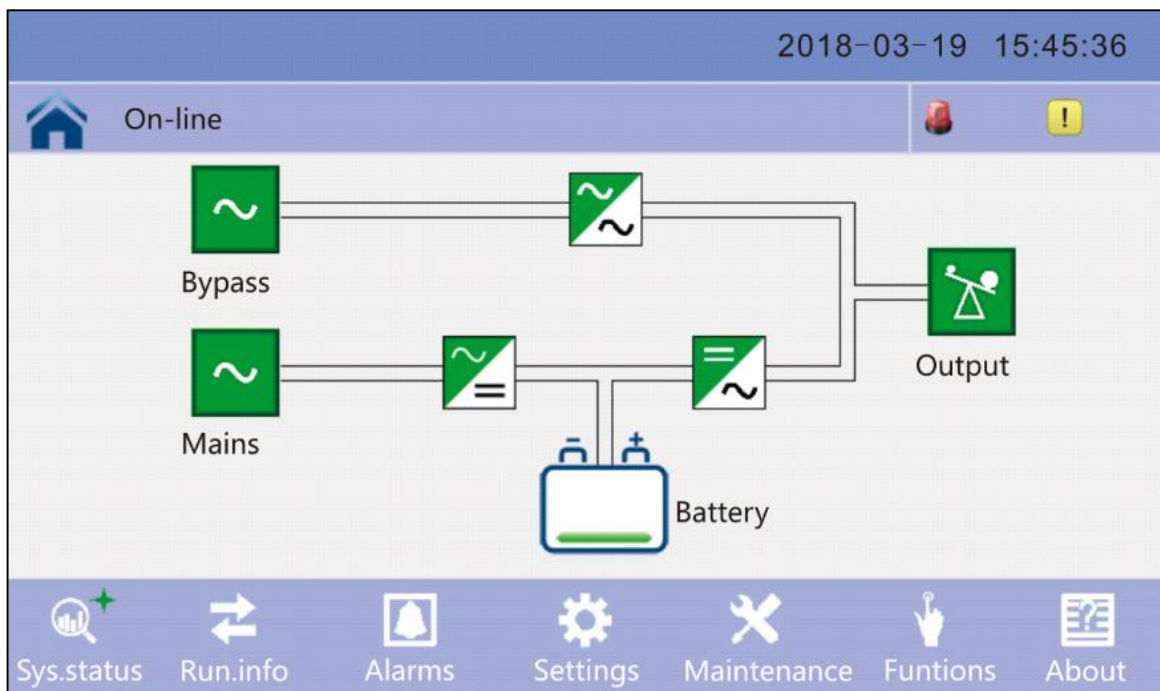 2018-03-19 15:45:36
On-line
!
Bypass
Output
Mains
- +
Battery
Sys.status Run.info Alarms Settings Maintenance Funtions About